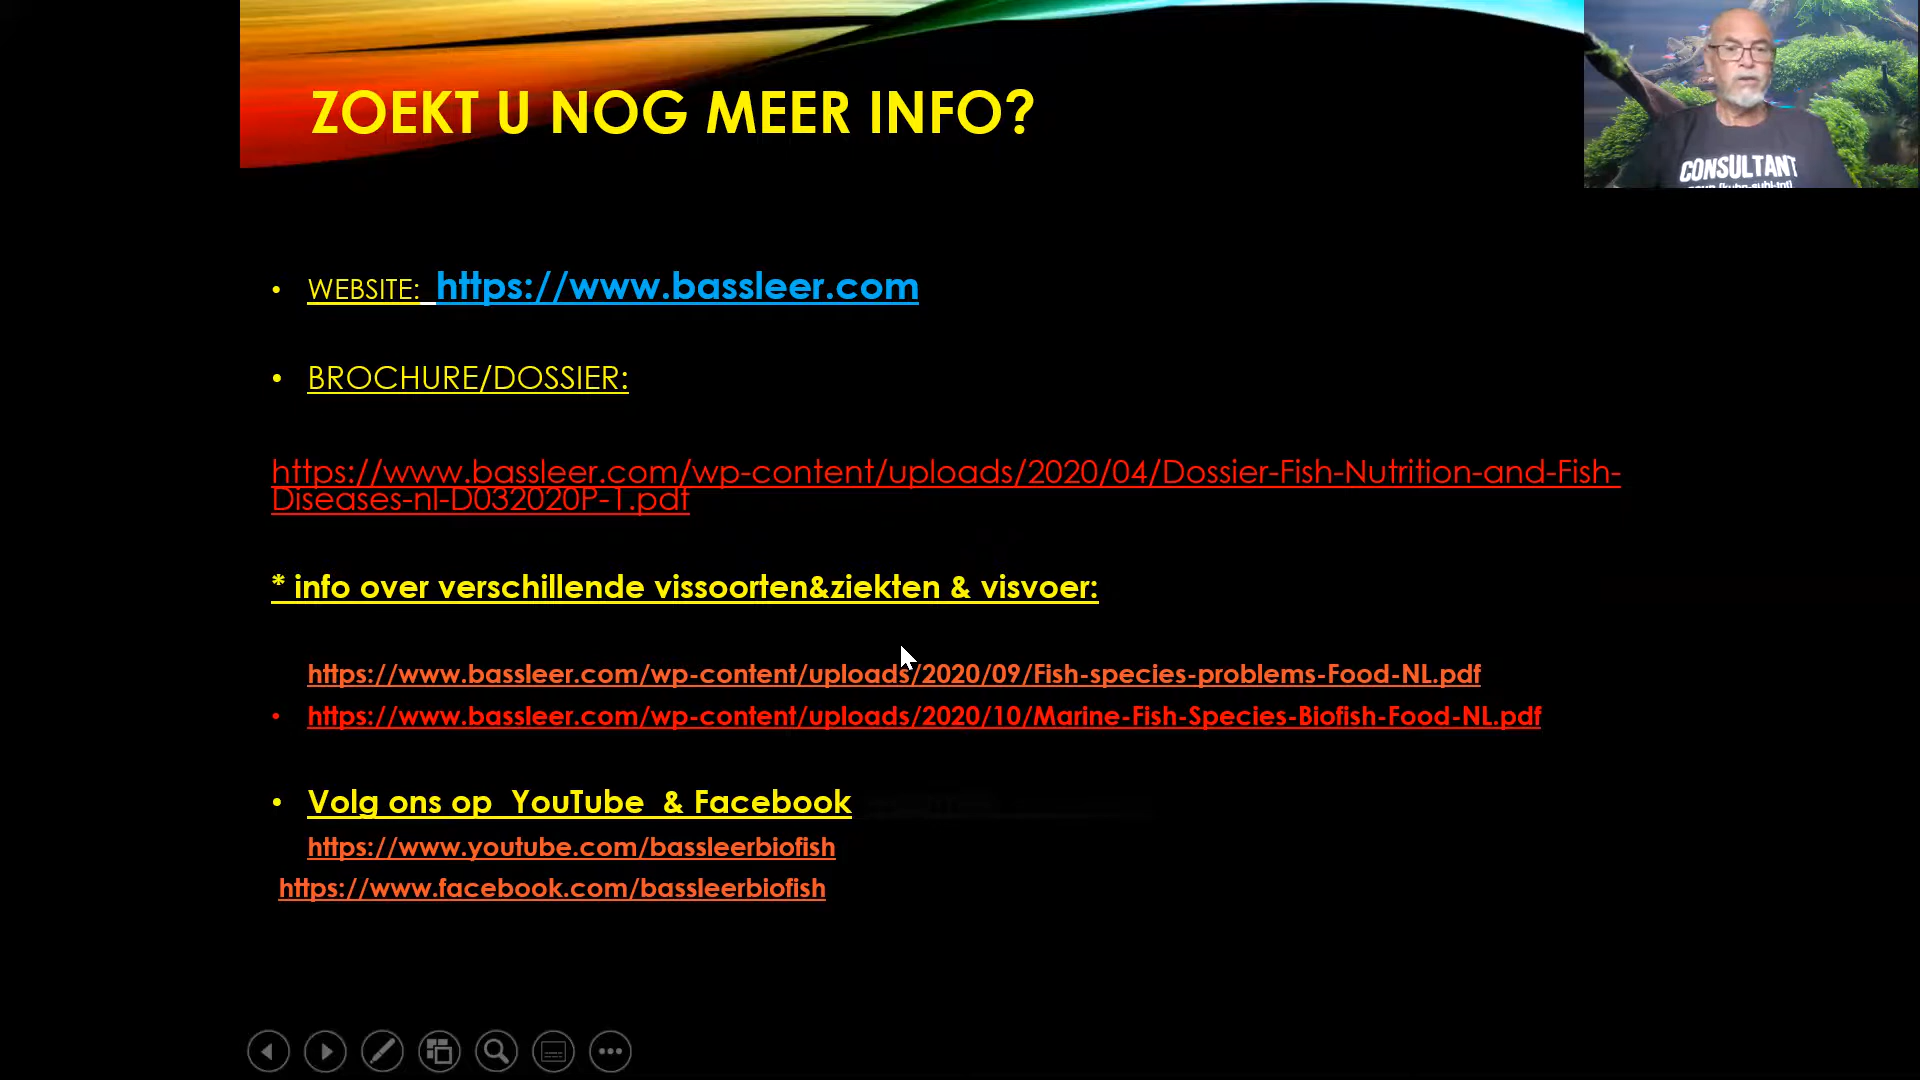 ZOEKT U NOG MEER INFO?
CONSULTANT
• WEBSITE: https://www.bassleer.com
• BROCHURE/DOSSIER:
https://www.bassleer.com/wp-content/uploads/2020/04/Dossier-Fish-Nutrition-and-Fish-
Diseases-nl-D032020P-1.pdf
* info over verschillende vissoorten&ziekten & visvoer:
https://www.bassleer.com/wp-content/uploads/2020/09/Fish-species-problems-Food-NL.pdf
• https://www.bassleer.com/wp-content/uploads/2020/10/Marine-Fish-Species-Biofish-Food-NL.pdf
• Volg ons op YouTube & Facebook
https://www.youtube.com/bassleerbiofish
https://www.facebook.com/bassleerbiofish